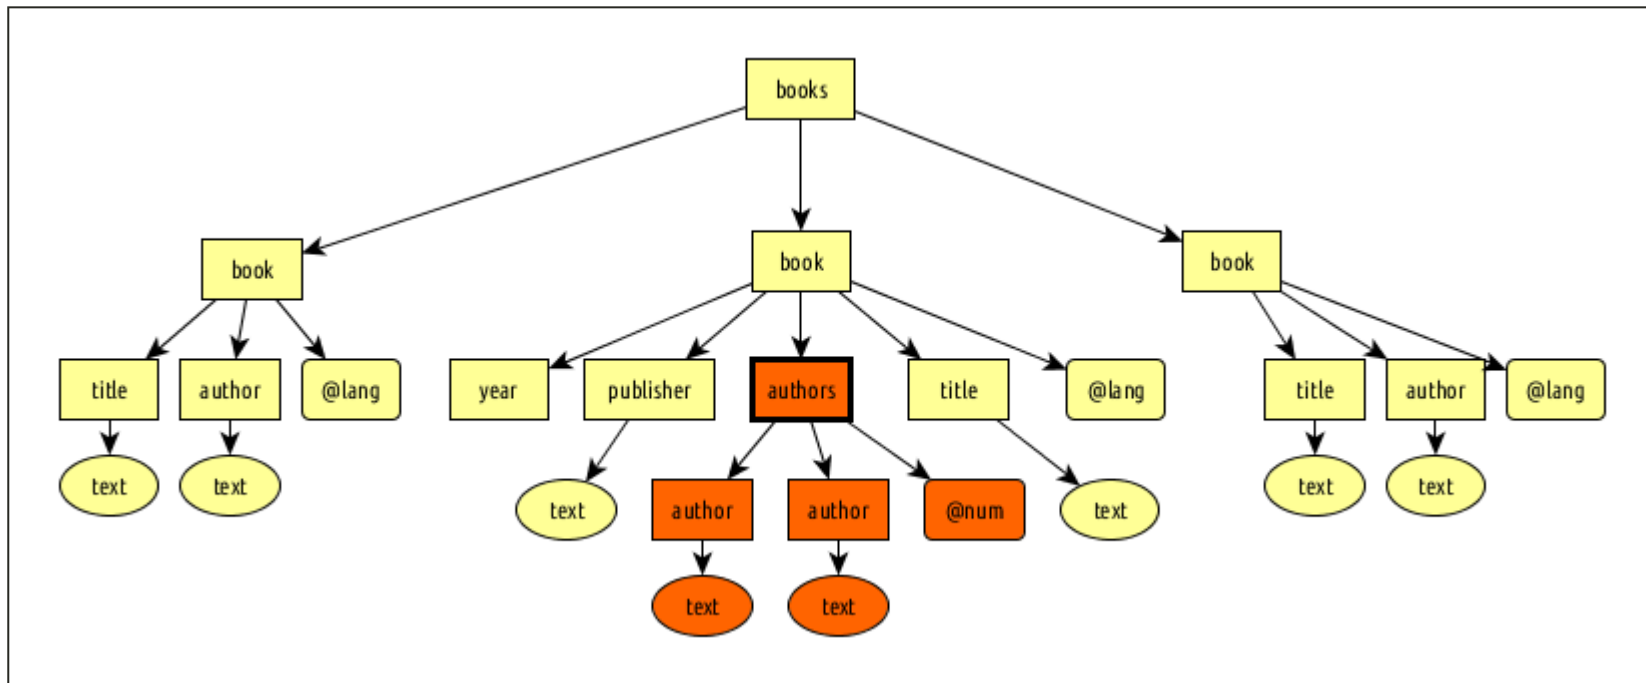 books
book
book
book
title author @lang
year publisher authors title @lang
title author @lang
text text
text author author @num text
text text
text text